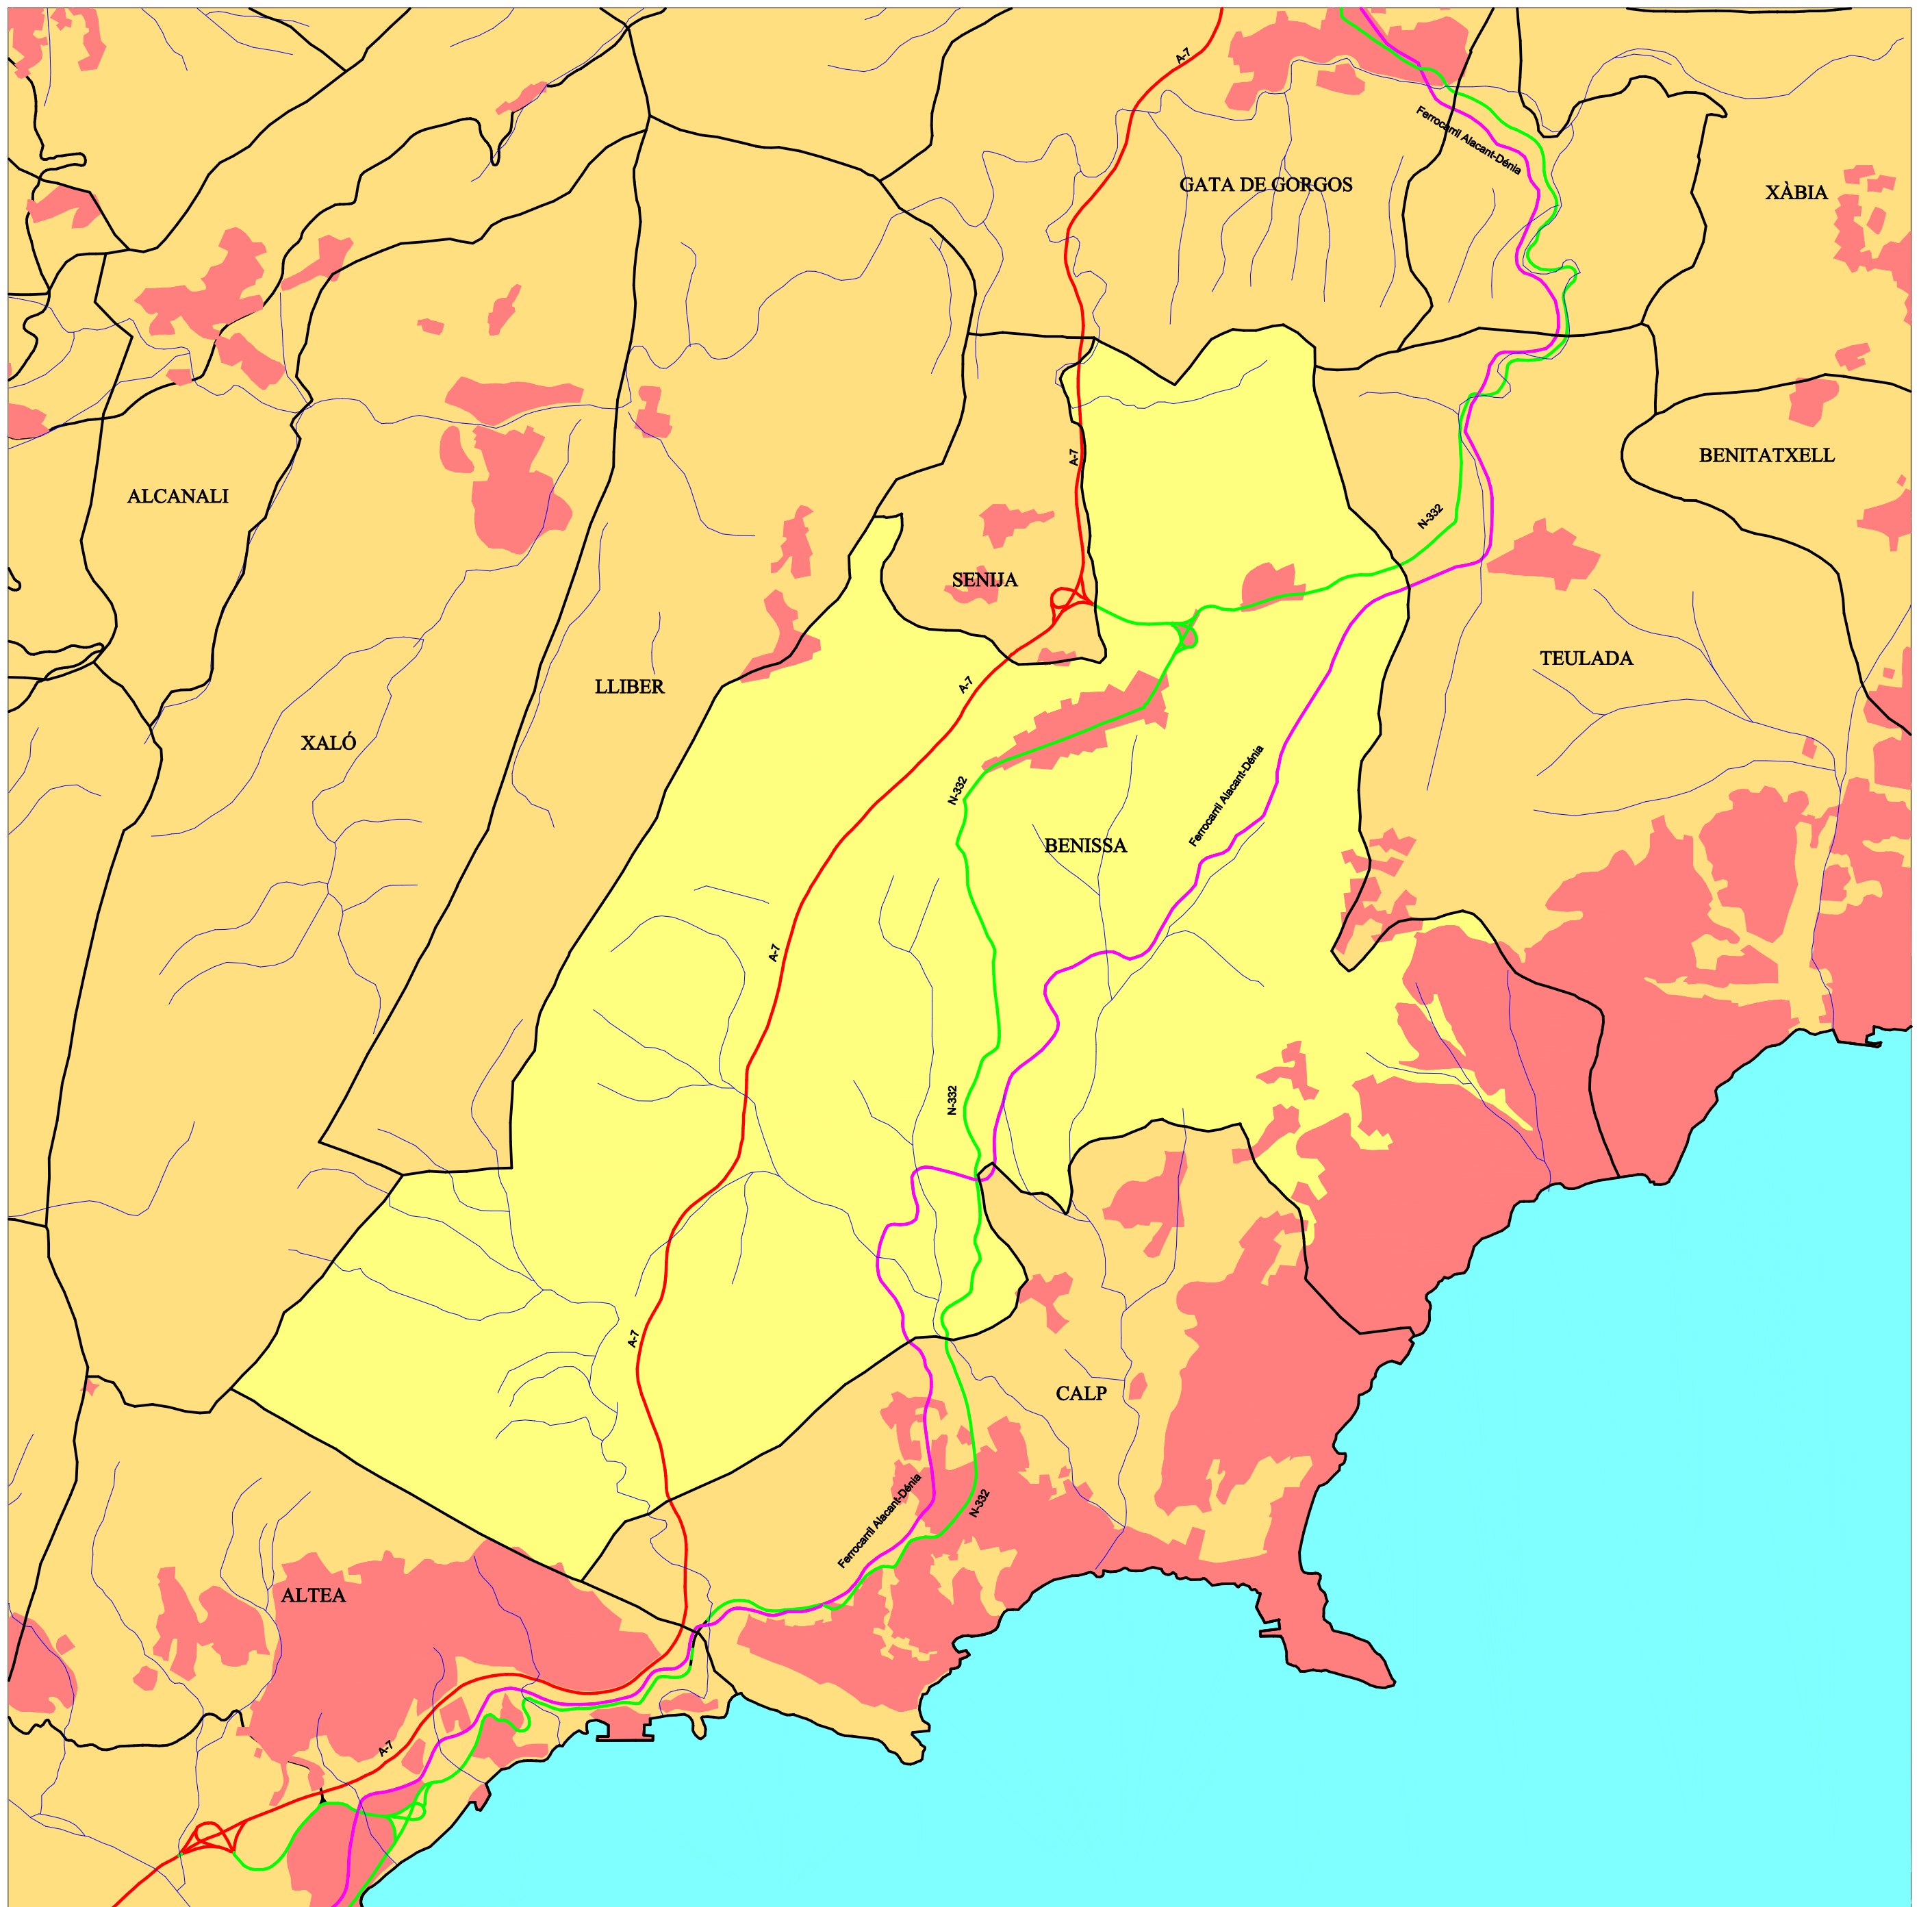 A-7
Ferrocarril Alacant-Dénia
GATA DE GORGOS
XÀBIA
A-7
BENITATXELL
ALCANALI
N-332
SENIJA
TEULADA
LLIBER
A-7
XALÓ
N-332
Ferrocarril Alacant-Dénia
BENISSA
A-7
N-332
A-7
CALP
N-332
Ferrocarril Alacant-Dénia
ALTEA
A-7